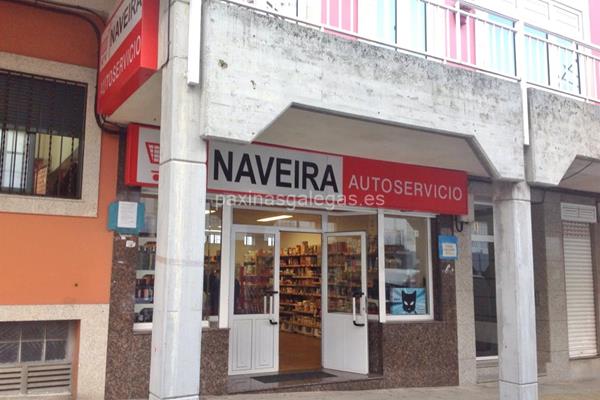 NAVEIRA
AUTOSERVICIO
NAVEIRA AUTOSERVICIO
paxinasgalegas.es